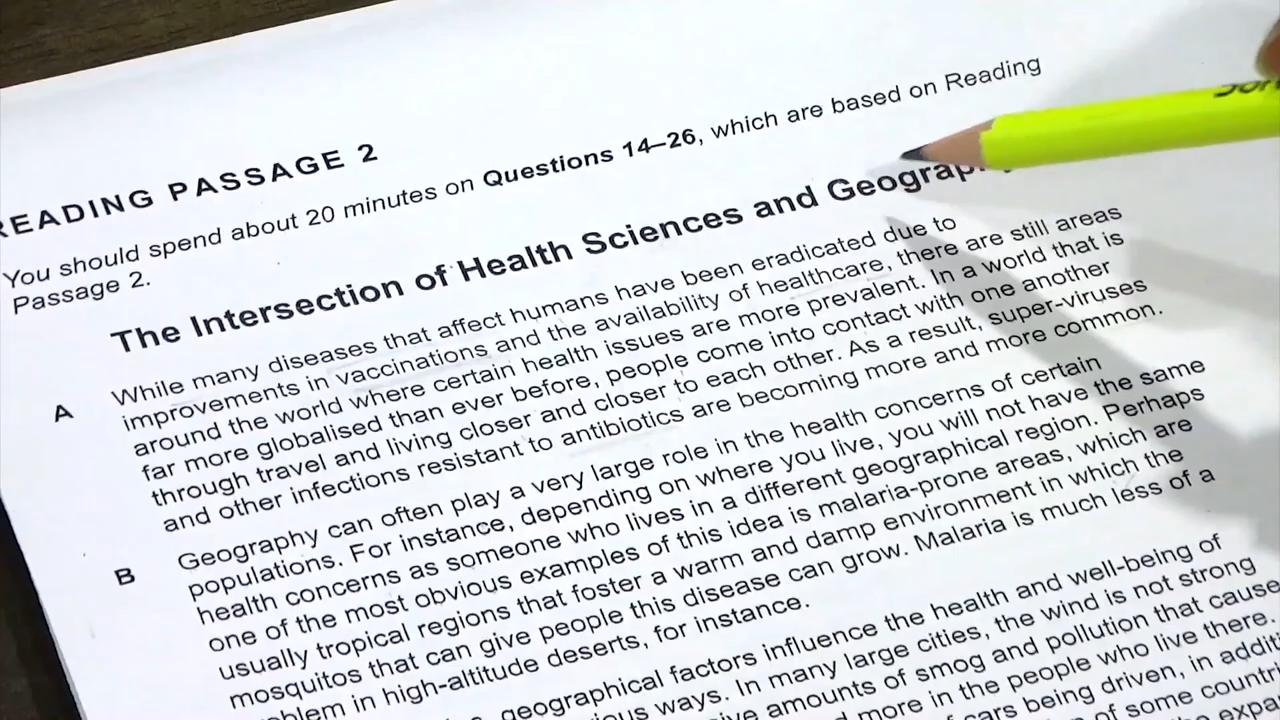 READING PASSAGE 2
You should spend about 20 minutes on Questions 14–26, which are based on Reading
Passage 2.
The Intersection of Health Sciences and
A
While many diseases that affect humans have been eradicated due to
improvements in vaccinations and the availability of healthcare, there are still areas
around the world where certain health issues are more prevalent. In a world that is
far more globalised than ever before, people come into contact with one another
through travel and living closer and closer to each other. As a result, super-viruses
and other infections resistant to antibiotics are becoming more and more common.
B
Geography can often play a very large role in the health concerns of certain
populations. For instance, depending on where you live, you will not have the same
health concerns as someone who lives in a different geographical region. Perhaps
one of the most obvious examples of this idea is malaria-prone areas, which are
usually tropical regions that foster a warm and damp environment in which the
mosquitos that can give people this disease can grow. Malaria is much less of a
in high-altitude deserts, for instance.
geographical factors influence the health and well-being of
ways. In many large cities, the wind is not strong
amounts of smog and pollution that cause
more in the people who live there.
cars being driven, in
of some
the